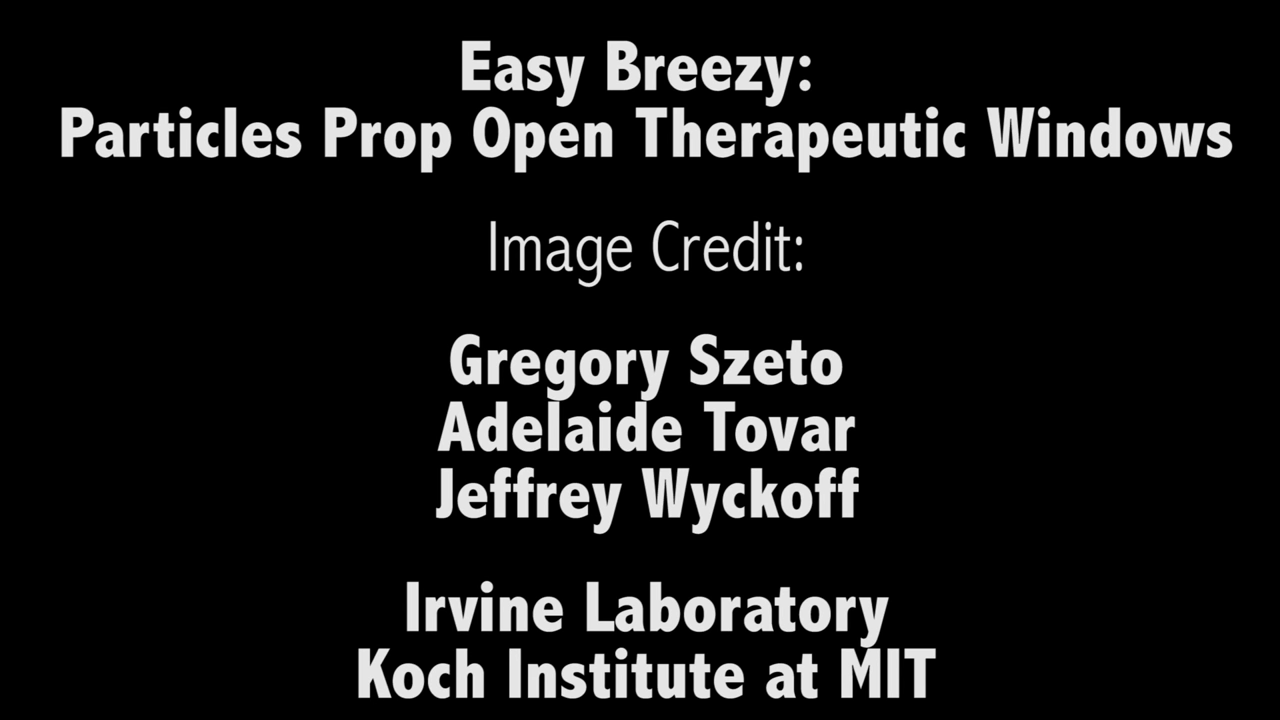 Easy Breezy:
Particles Prop Open Therapeutic Windows
Image Credit:
Gregory Szeto
Adelaide Tovar
Jeffrey Wyckoff
Irvine Laboratory
Koch Institute at MIT